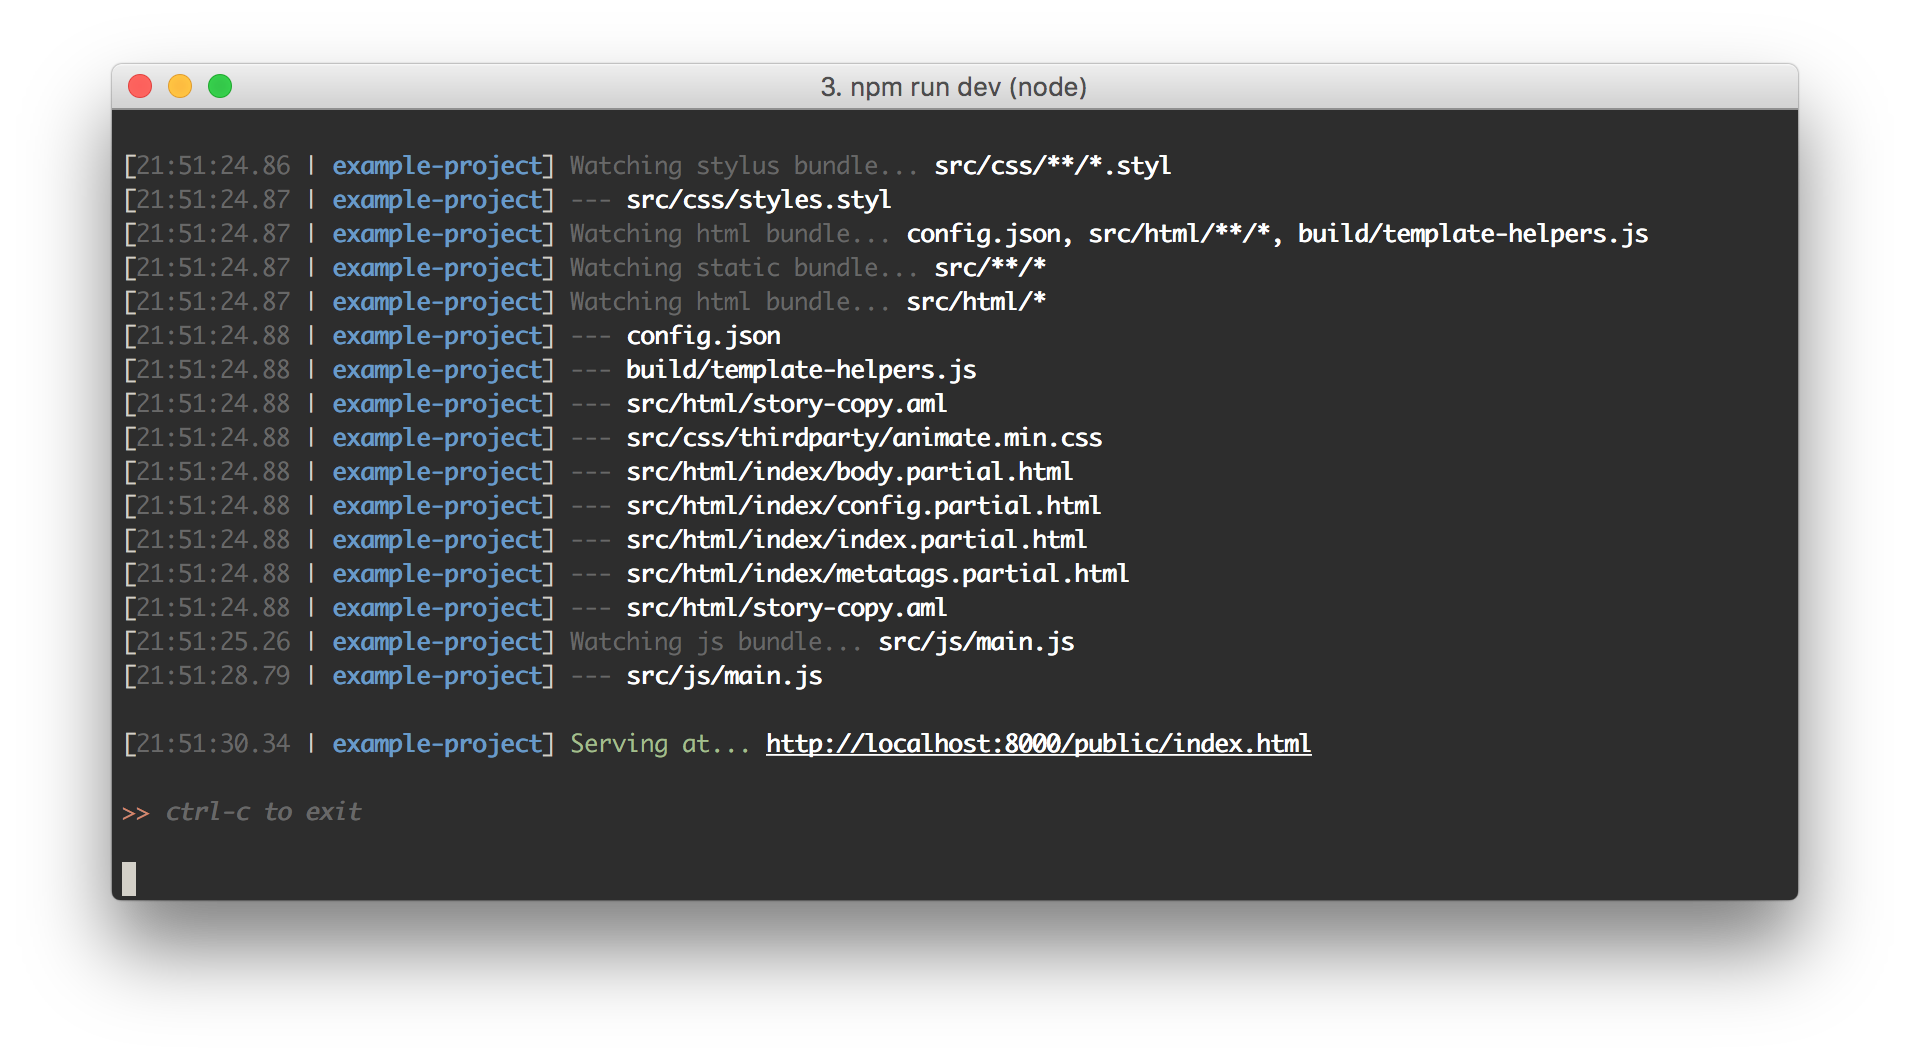 3. npm run dev (node)
[21:51:24.86 | example-project] Watching stylus bundle... src/css/**/*.styl
[21:51:24.87 | example-project] --- src/css/styles.styl
[21:51:24.87 | example-project] Watching html bundle... config.json, src/html/**/*, build/template-helpers.js
[21:51:24.87 | example-project] Watching static bundle... src/**/*
[21:51:24.87 | example-project] Watching html bundle... src/html/*
[21:51:24.88 | example-project] --- config.json
[21:51:24.88 | example-project] --- build/template-helpers.js
[21:51:24.88 | example-project] --- src/html/story-copy.aml
[21:51:24.88 | example-project] --- src/css/thirdparty/animate.min.css
[21:51:24.88 | example-project] --- src/html/index/body.partial.html
[21:51:24.88 | example-project] --- src/html/index/config.partial.html
[21:51:24.88 | example-project] --- src/html/index/index.partial.html
[21:51:24.88 | example-project] --- src/html/index/metatags.partial.html
[21:51:24.88 | example-project] --- src/html/story-copy.aml
[21:51:25.26 | example-project] Watching js bundle... src/js/main.js
[21:51:28.79 | example-project] --- src/js/main.js
[21:51:30.34 | example-project] Serving at... http://localhost:8000/public/index.html
>> ctrl-c to exit